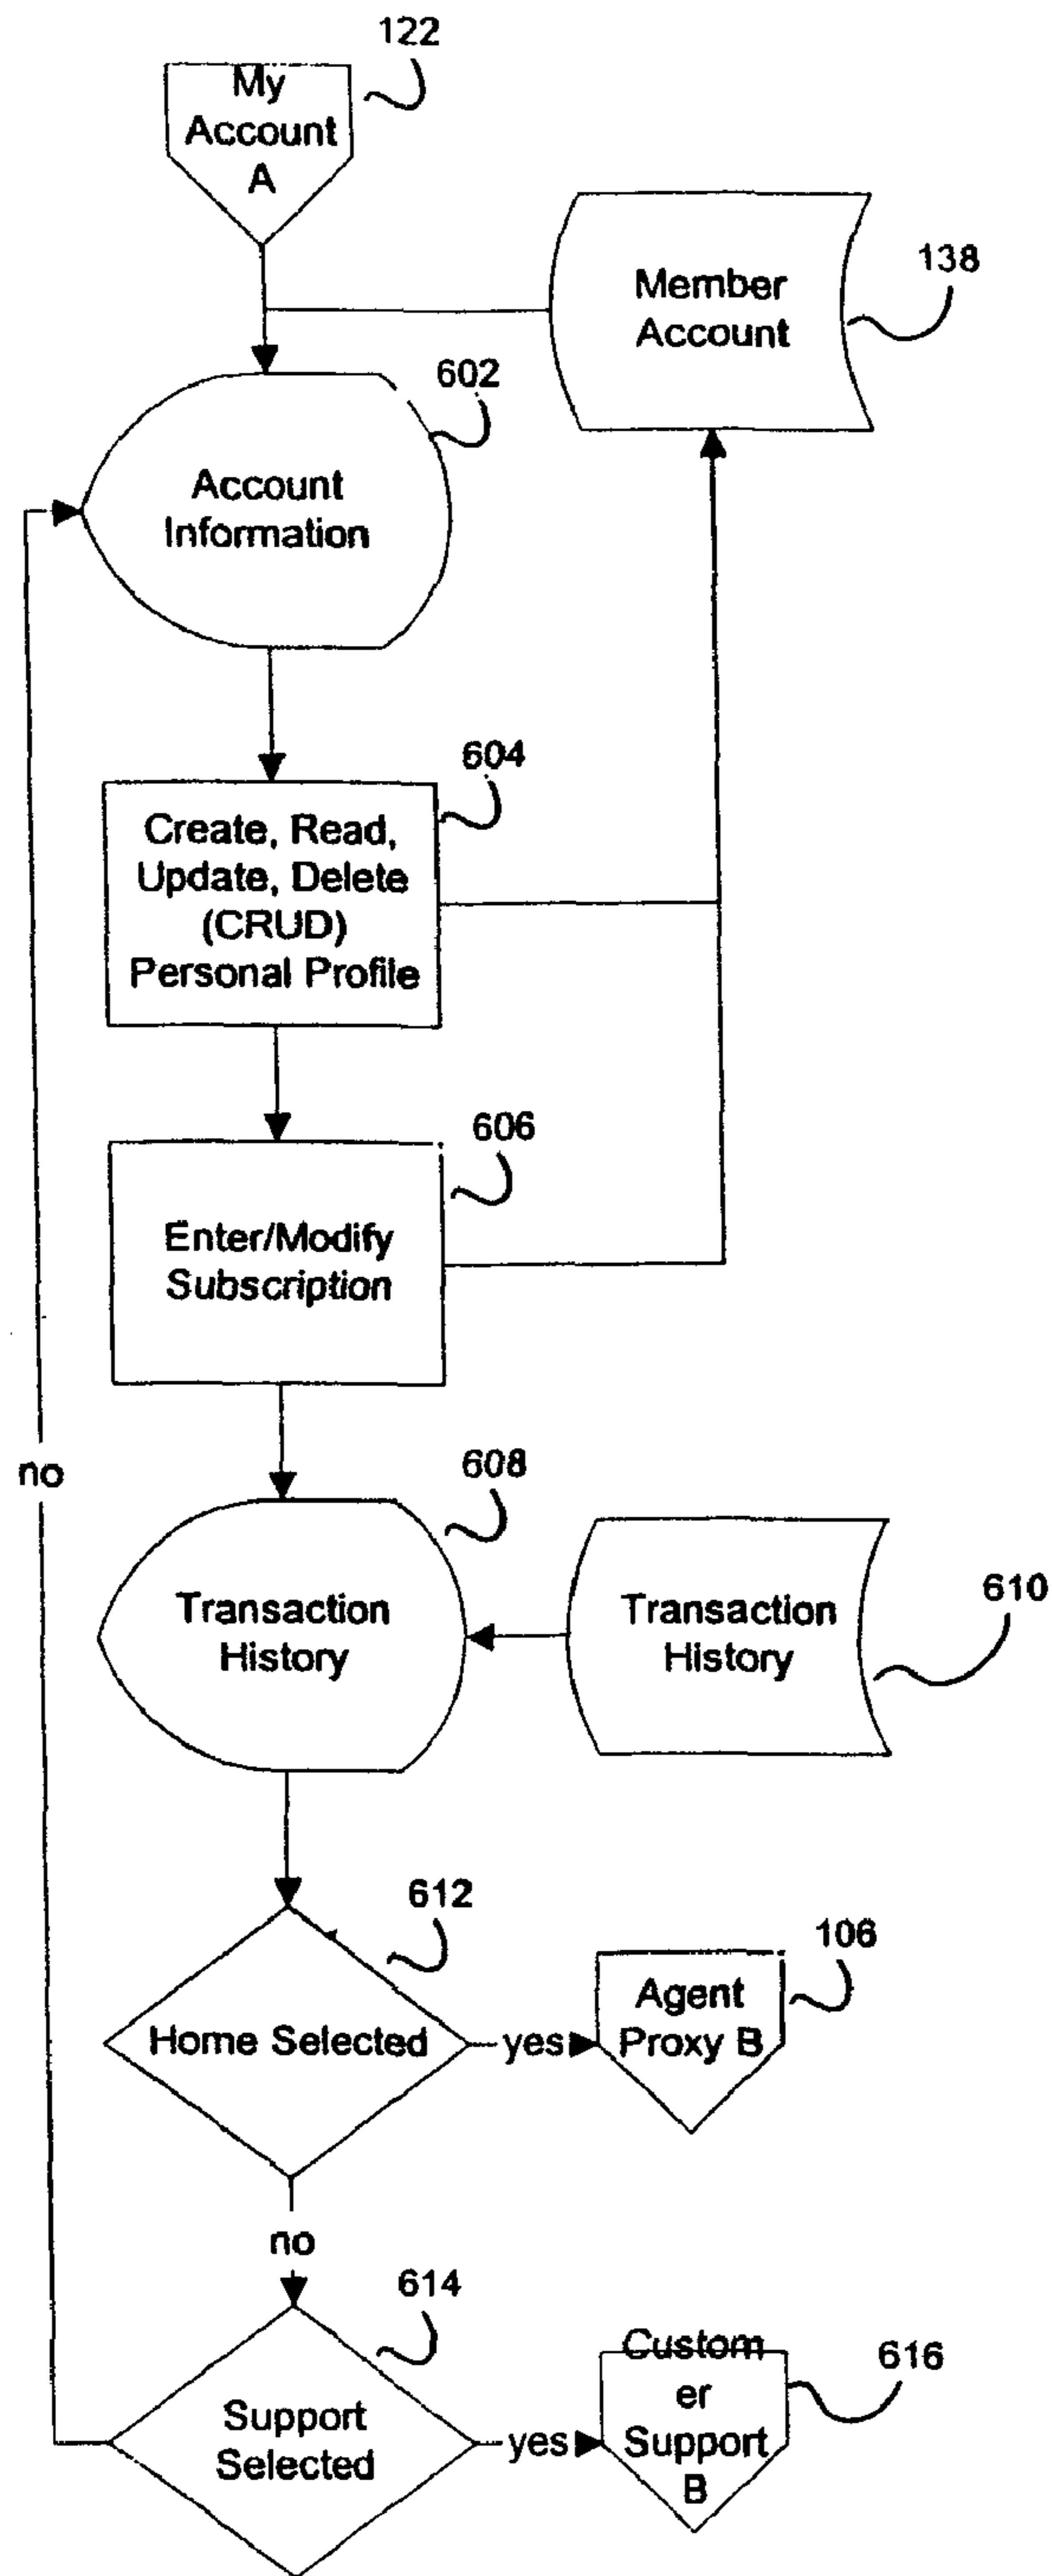 122
My
Account
A
Member
Account
138
602
Account
Information
604
Create, Read,
Update, Delete
(CRUD)
Personal Profile
606
Enter/Modify
Subscription
no
608
Transaction
History
Transaction
History
610
612
Home Selected
yes
106
Agent
Proxy B
no
614
Support
Selected
yes
Custom
er
Support
B
616